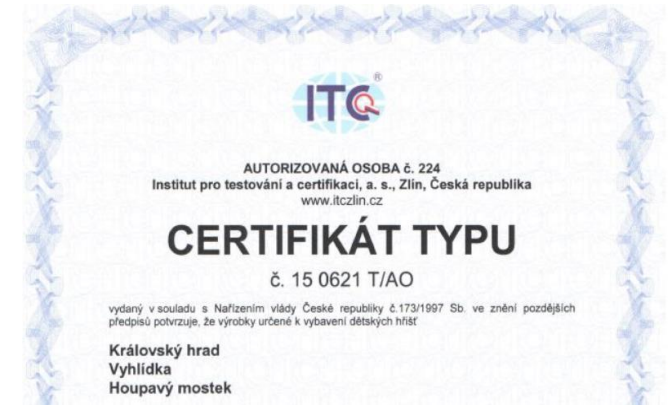 ITC ®
AUTORIZOVANÁ OSOBA č. 224
Institut pro testování a certifikaci, a. s., Zlín, Česká republika
www.itczlin.cz
CERTIFIKÁT TYPU
č. 15 0621 T/AO
vydaný v souladu s Nařízením vlády České republiky č.173/1997 Sb. ve znění pozdějších
předpisů potvrzuje, že výrobky určené k vybavení dětských hřišť
Královský hrad
Vyhlídka
Houpavý mostek